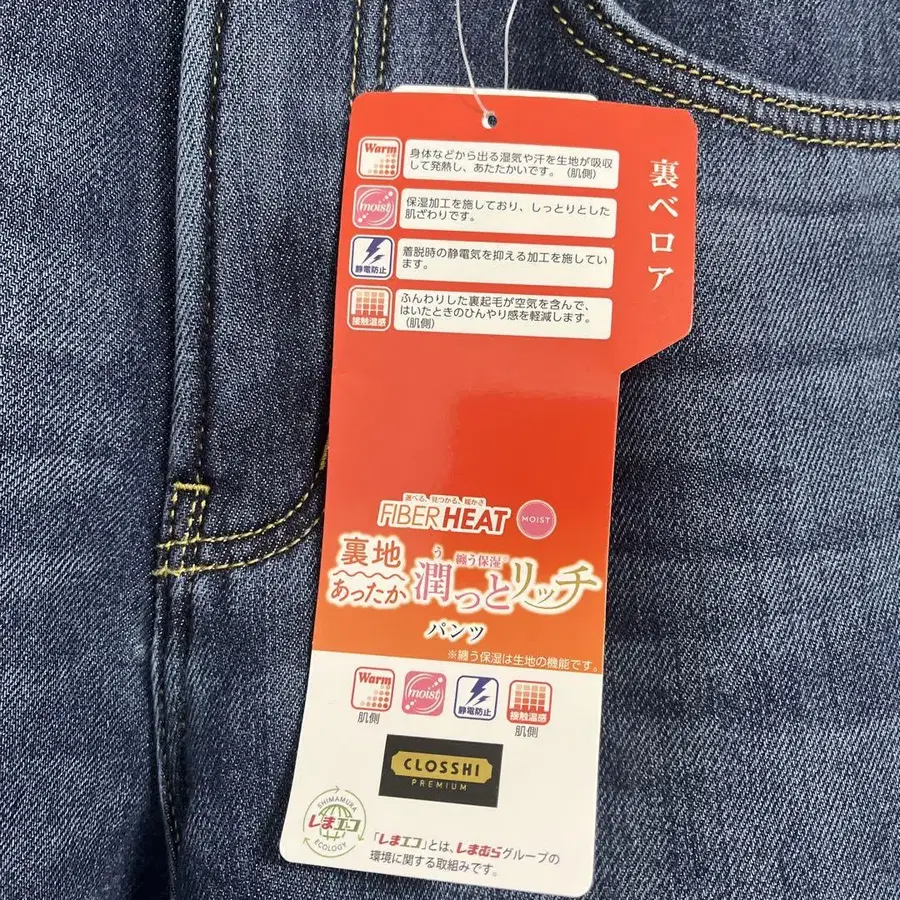 裏ベロア
Warm
身体などから出る湿気や汗を生地が吸収
して発熱し、あたたかいです。(肌側)
moist
保湿加工を施しており、しっとりとした
肌ざわりです。
静電防止
着脱時の静電気を抑える加工を施してい
ます。
接触温感
ふんわりした裏起毛が空気を含んで、
はいたときのひんやり感を軽減します。
(肌側)
選べる、見つかる、暖かさ
FIBER HEAT
MOIST
裏地
あったか
う 纏う保湿
潤っとリッチ
パンツ
※纏う保湿は生地の機能です。
Warm
肌側
moist
静電防止
接触温感
肌側
CLOSSHI
PREMIUM
SHIMAMURA
しまエコ
ECOLOGY
「しまエコ」とは、しまむらグループの
環境に関する取組みです。